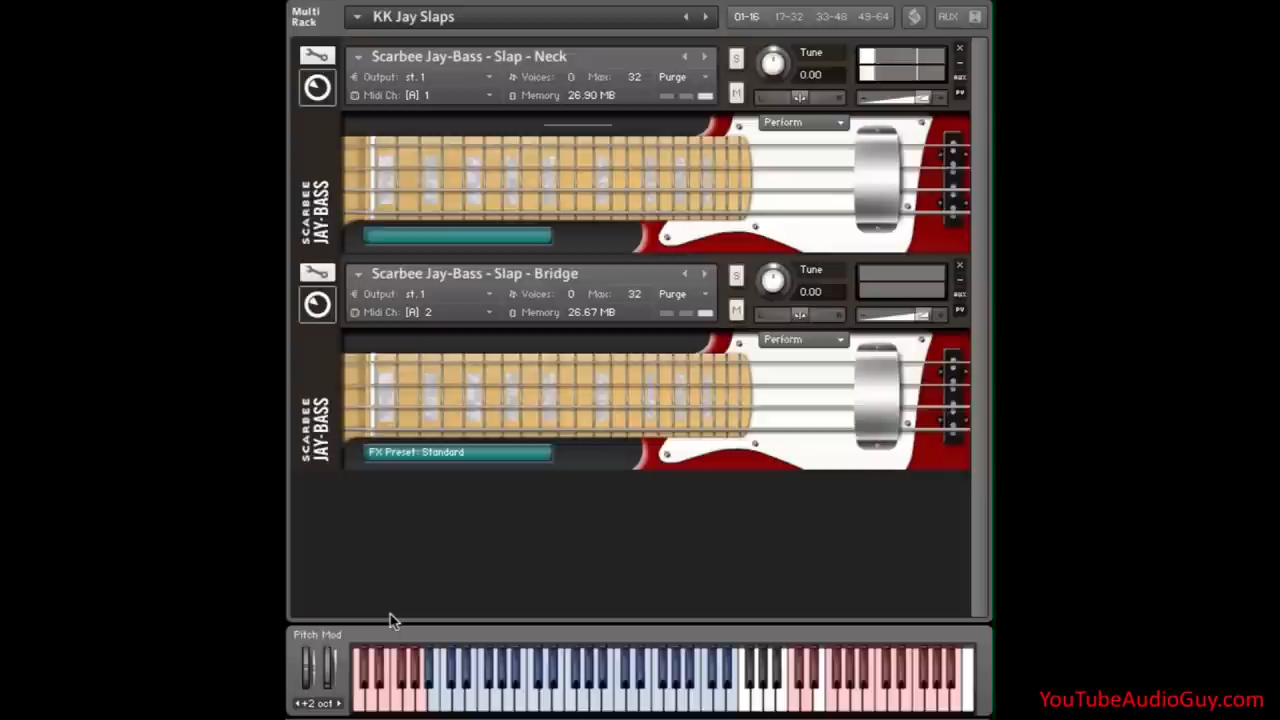 Multi
Rack
KK Jay Slaps
01-16 17-32 33-48 49-64
AUX
Scarbee Jay-Bass - Slap - Neck
S
Tune
Output: st.1 Voices: 0 Max: 32 Purge
0.00
Midi Ch: [A] 1 Memory 26.90 MB
M
L R
AUX
PV
Perform
SCARBEE
JAY-BASS
Scarbee Jay-Bass - Slap - Bridge
S
Tune
Output: st.1 Voices: 0 Max: 32 Purge
0.00
Midi Ch: [A] 2 Memory 26.67 MB
M
L R
AUX
PV
Perform
SCARBEE
JAY-BASS
FX Preset: Standard
Pitch Mod
+2 oct
YouTubeAudioGuy.com